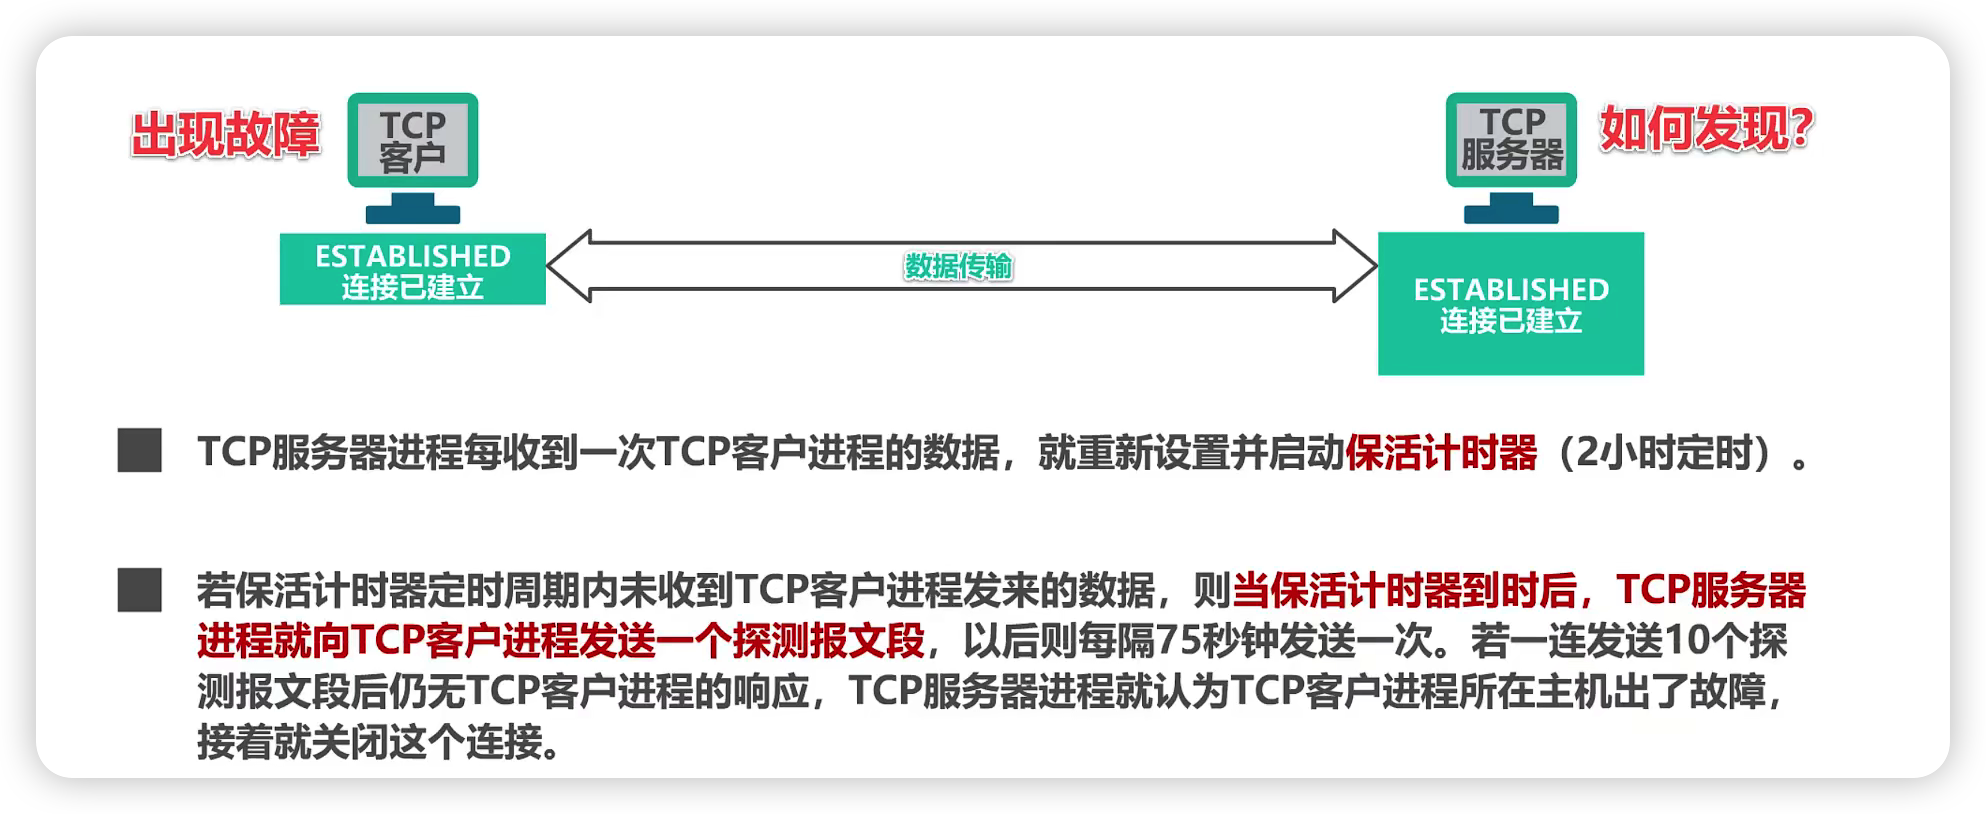 出现故障
TCP
客户
TCP
服务器
如何发现?
ESTABLISHED
连接已建立
数据传输
ESTABLISHED
连接已建立
TCP服务器进程每收到一次TCP客户进程的数据，就重新设置并启动保活计时器（2小时定时）。
若保活计时器定时周期内未收到TCP客户进程发来的数据，则当保活计时器到时后，TCP服务器
进程就向TCP客户进程发送一个探测报文段，以后则每隔75秒钟发送一次。若一连发送10个探
测报文段后仍无TCP客户进程的响应，TCP服务器进程就认为TCP客户进程所在主机出了故障，
接着就关闭这个连接。